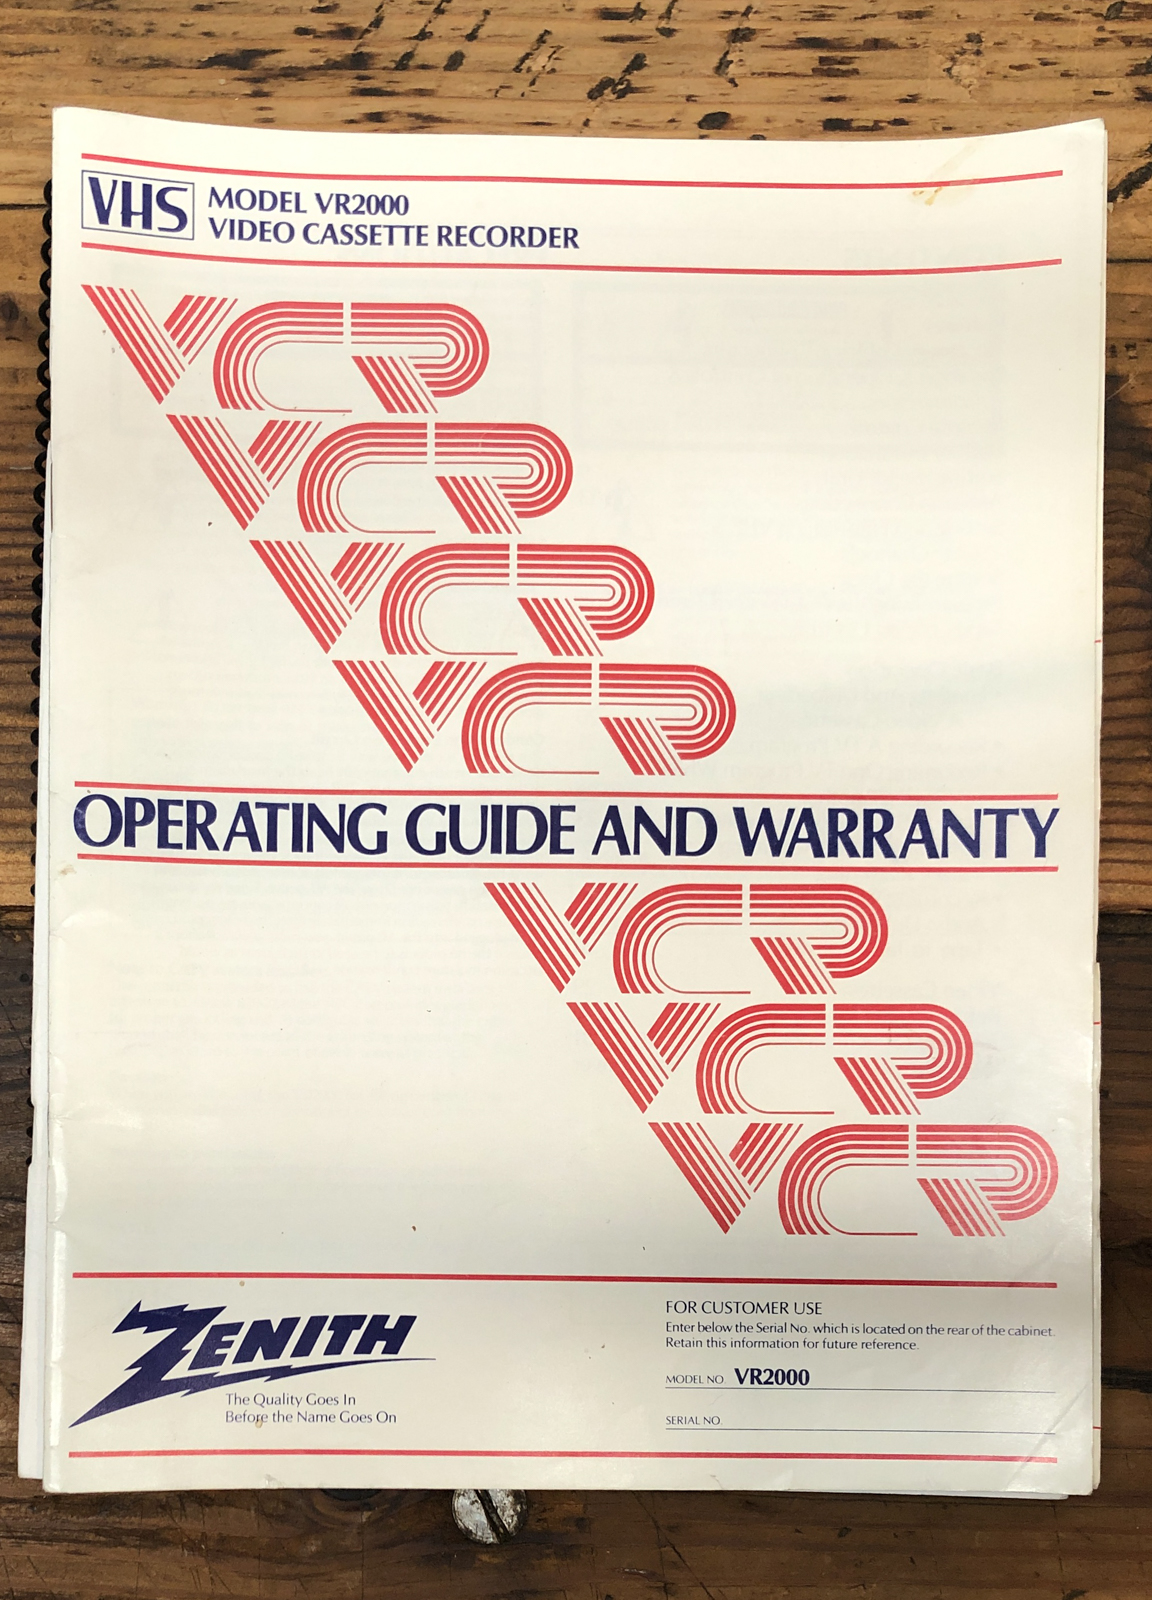 VHS
MODEL VR2000
VIDEO CASSETTE RECORDER
VCR
VCR
VCR
VCR
OPERATING GUIDE AND WARRANTY
VCR
VCR
VCR
ZENITH
The Quality Goes In
Before the Name Goes On
FOR CUSTOMER USE
Enter below the Serial No. which is located on the rear of the cabinet.
Retain this information for future reference.
MODEL NO. VR2000
SERIAL NO.